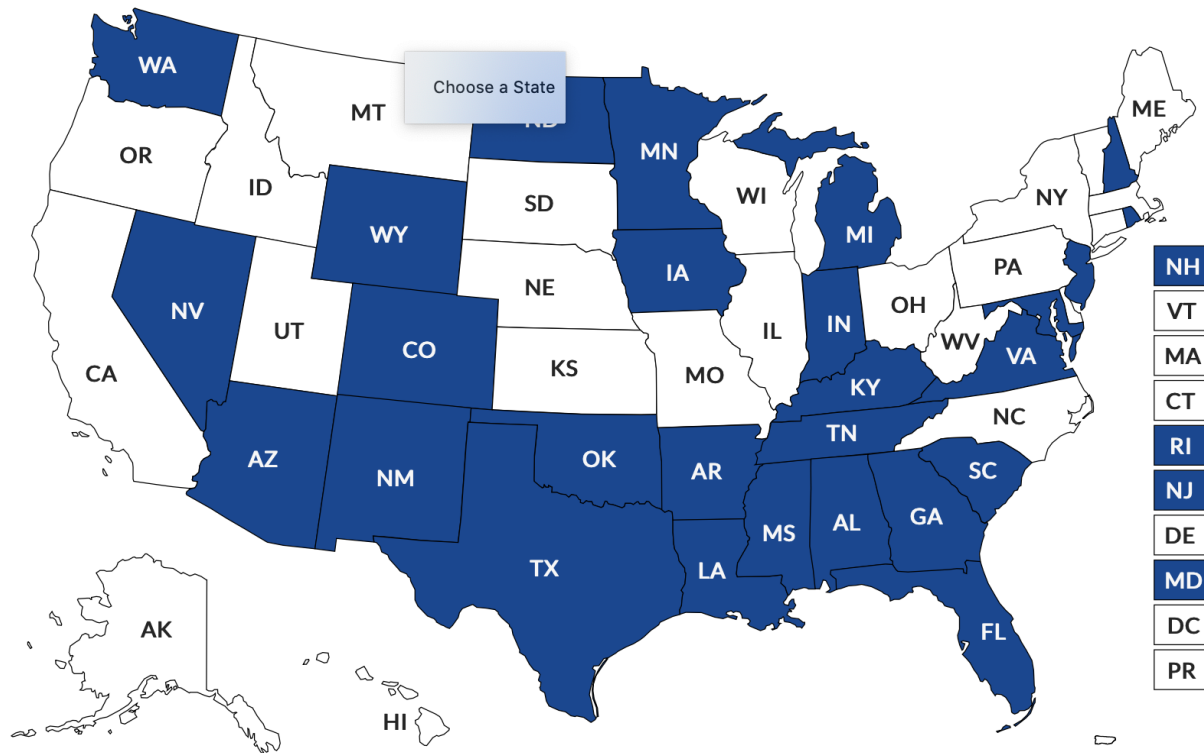 WA
Choose a State
MT
ND
ME
OR
MN
ID
WI
NY
SD
WY
MI
NH
PA
IA
NE
OH
VT
NV
UT
IL
IN
WV
CO
VA
MA
CA
KS
MO
KY
CT
NC
TN
RI
AZ
OK
AR
SC
NM
NJ
MS
AL
GA
DE
TX
LA
MD
AK
FL
DC
PR
HI